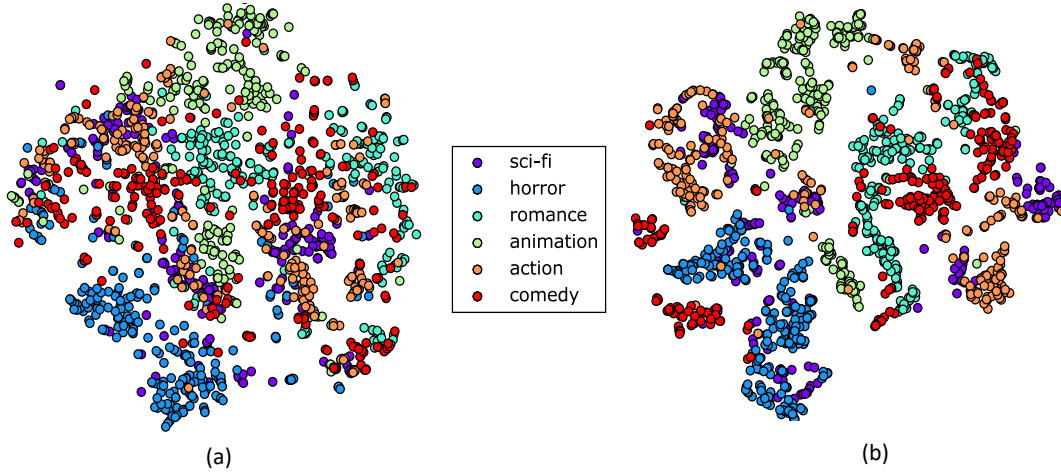 sci-fi
horror
romance
animation
action
comedy
(a)
(b)